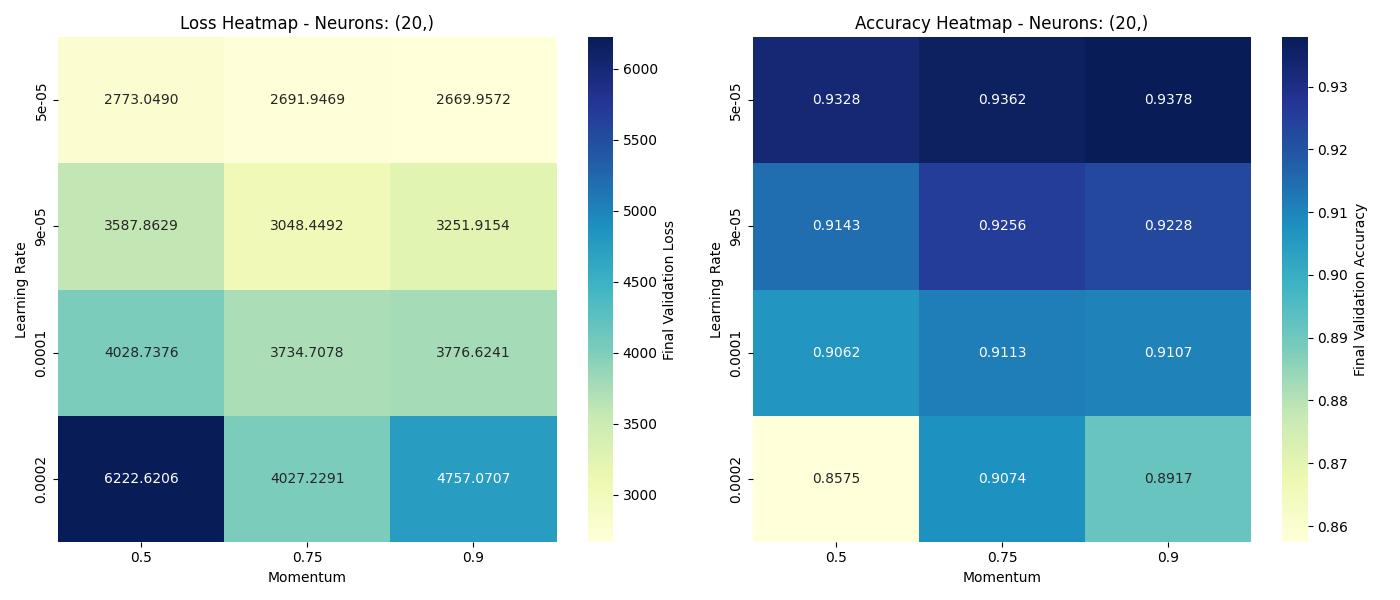 Loss Heatmap - Neurons: (20,)
Learning Rate
5e-05
2773.0490 2691.9469 2669.9572
9e-05
3587.8629 3048.4492 3251.9154
0.0001
4028.7376 3734.7078 3776.6241
0.0002
6222.6206 4027.2291 4757.0707
0.5 0.75 0.9
Momentum
6000
5500
5000
4500
4000
3500
3000
Final Validation Loss
Accuracy Heatmap - Neurons: (20,)
Learning Rate
5e-05
0.9328 0.9362 0.9378
9e-05
0.9143 0.9256 0.9228
0.0001
0.9062 0.9113 0.9107
0.0002
0.8575 0.9074 0.8917
0.5 0.75 0.9
Momentum
0.93
0.92
0.91
0.90
0.89
0.88
0.87
0.86
Final Validation Accuracy